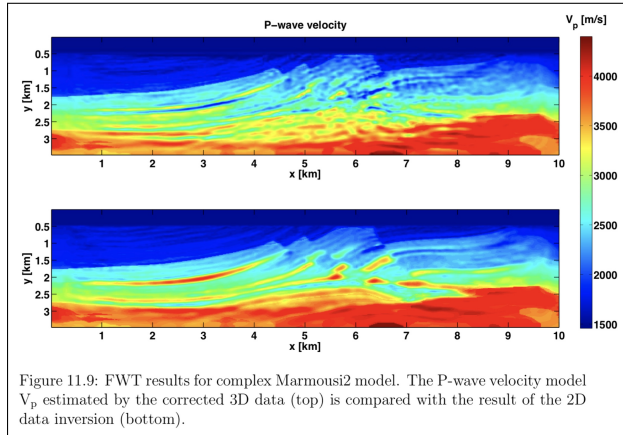 P-wave velocity
Vp [m/s]
0.5
1
1.5
2
2.5
3
y [km]
1 2 3 4 5 6 7 8 9 10
x [km]
0.5
1
1.5
2
2.5
3
y [km]
1 2 3 4 5 6 7 8 9 10
x [km]
4000
3500
3000
2500
2000
1500
Figure 11.9: FWT results for complex Marmousi2 model. The P-wave velocity model
Vp estimated by the corrected 3D data (top) is compared with the result of the 2D
data inversion (bottom).